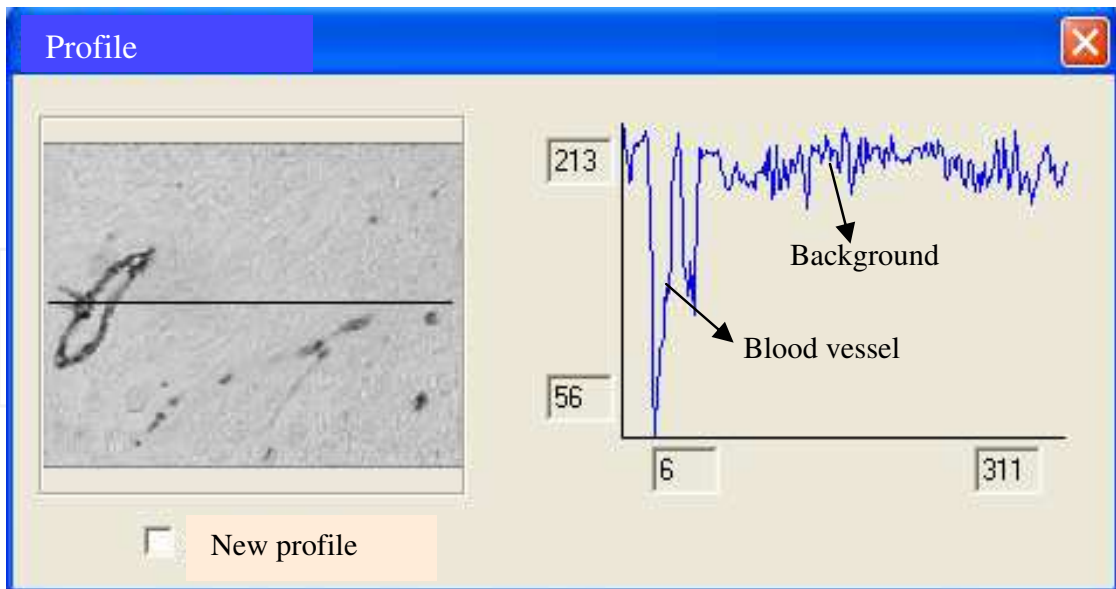 Profile
213
Background
Blood vessel
56
6
311
New profile